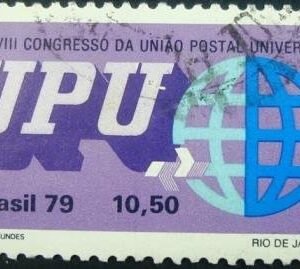 VIII CONGRESSO DA UNIÃO POSTAL UNIVER
UPU
asil 79 10,50
UNDES RIO DE JA